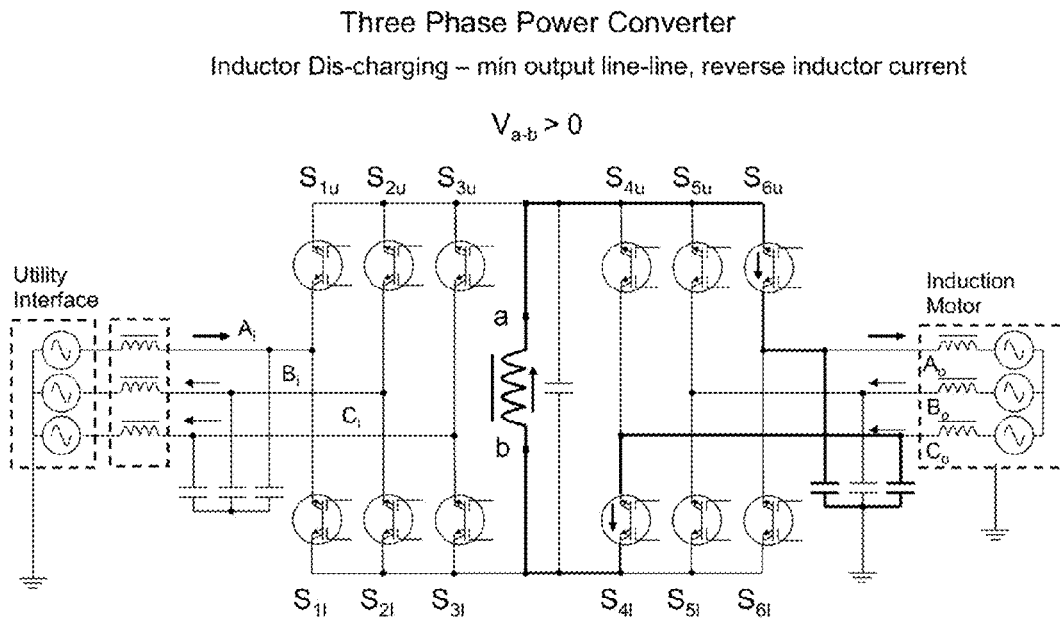 Three Phase Power Converter
Inductor Dis-charging – min output line-line, reverse inductor current
V_a-b > 0
S_1u S_2u S_3u S_4u S_5u S_6u
Utility
Interface
Induction
Motor
a
A_i
B_i
C_i
b
A_o
B_o
C_o
S_1l S_2l S_3l S_4l S_5l S_6l